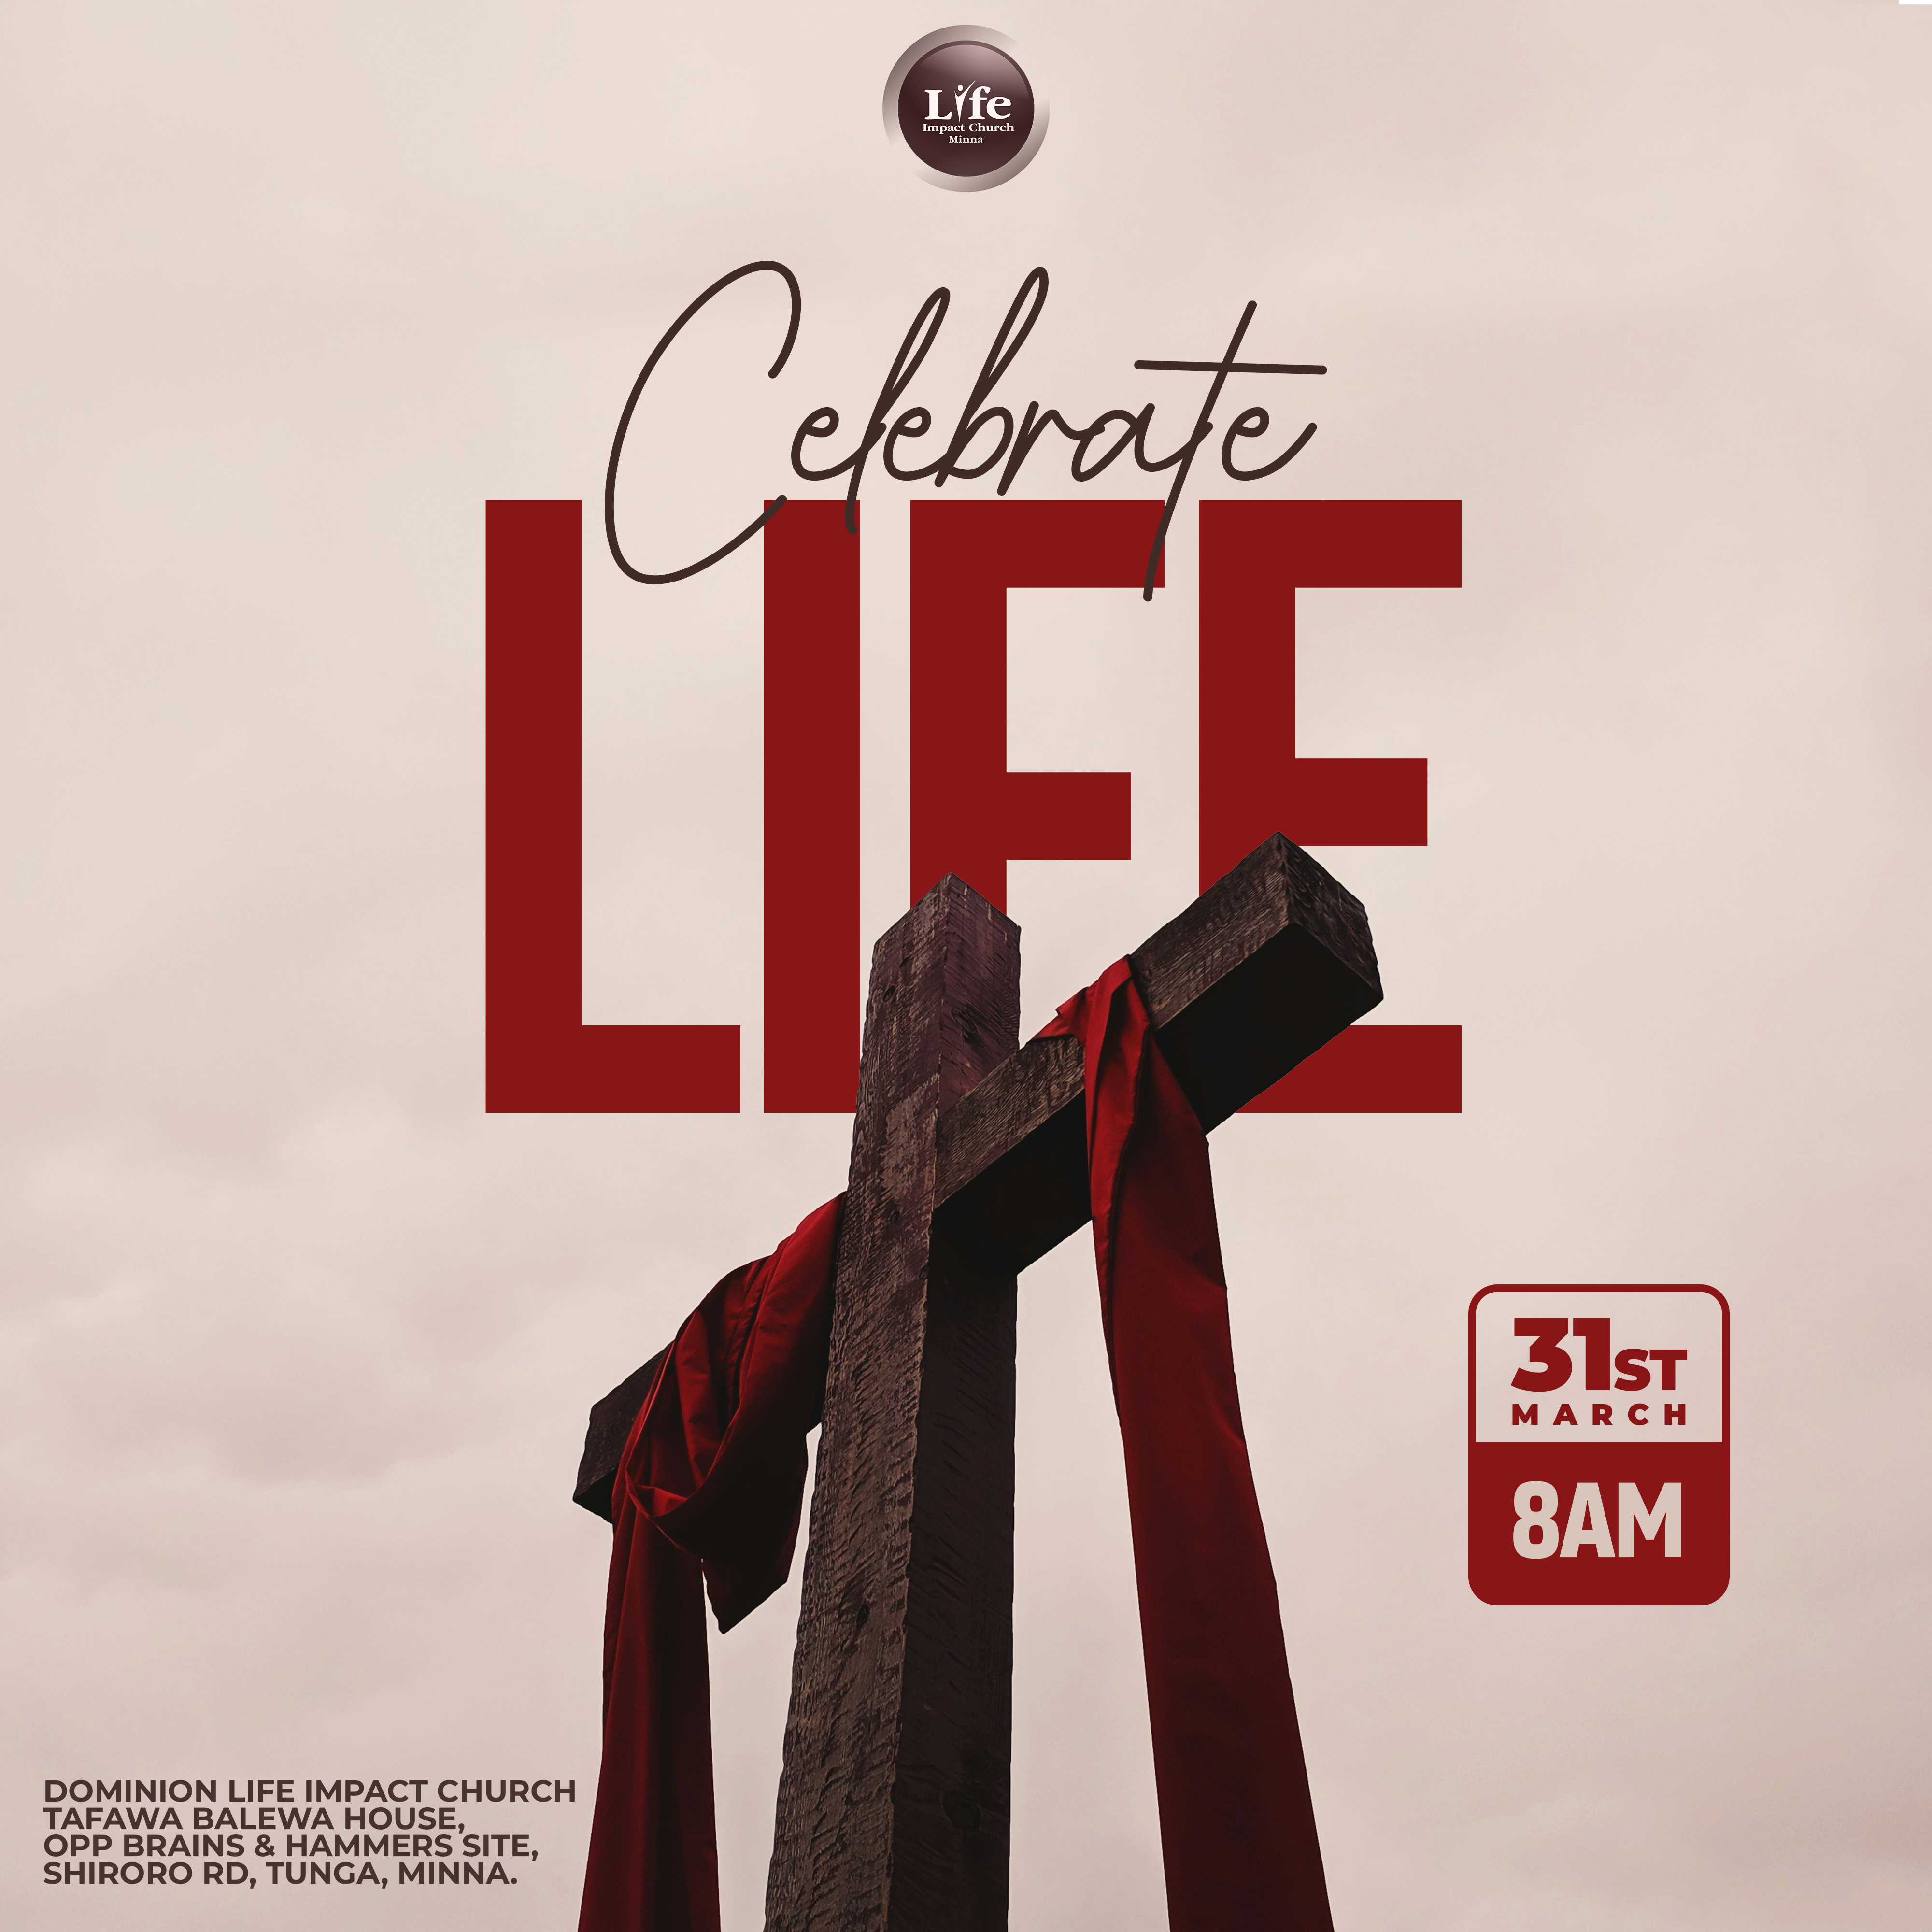 Life
Impact Church
Minna
Celebrate
LIFE
31ST
MARCH
8AM
DOMINION LIFE IMPACT CHURCH
TAFAWA BALEWA HOUSE,
OPP BRAINS & HAMMERS SITE,
SHIRORO RD, TUNGA, MINNA.